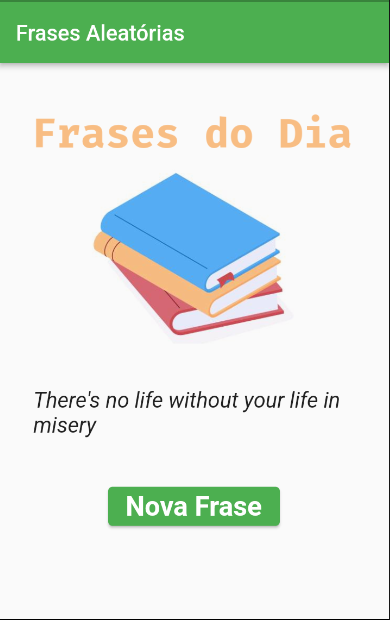 Frases Aleatórias
Frases do Dia
There's no life without your life in
misery
Nova Frase